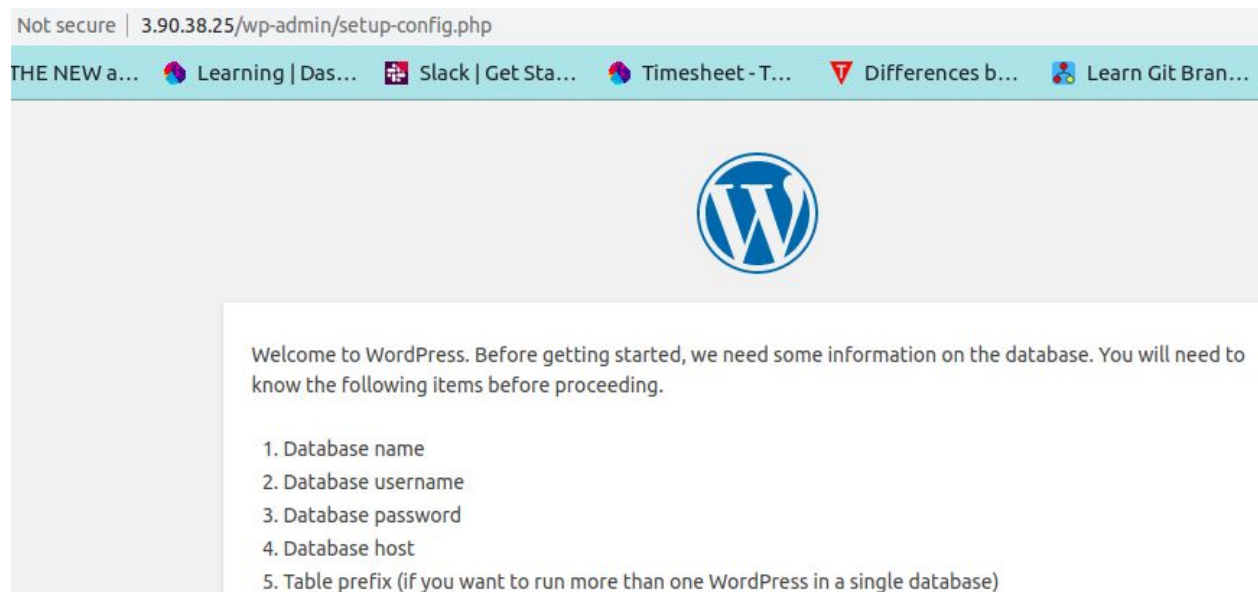 Not secure | 3.90.38.25/wp-admin/setup-config.php
THE NEW a... Learning | Das... Slack | Get Sta... Timesheet - T... Differences b... Learn Git Bran...
Welcome to WordPress. Before getting started, we need some information on the database. You will need to
know the following items before proceeding.
1. Database name
2. Database username
3. Database password
4. Database host
5. Table prefix (if you want to run more than one WordPress in a single database)